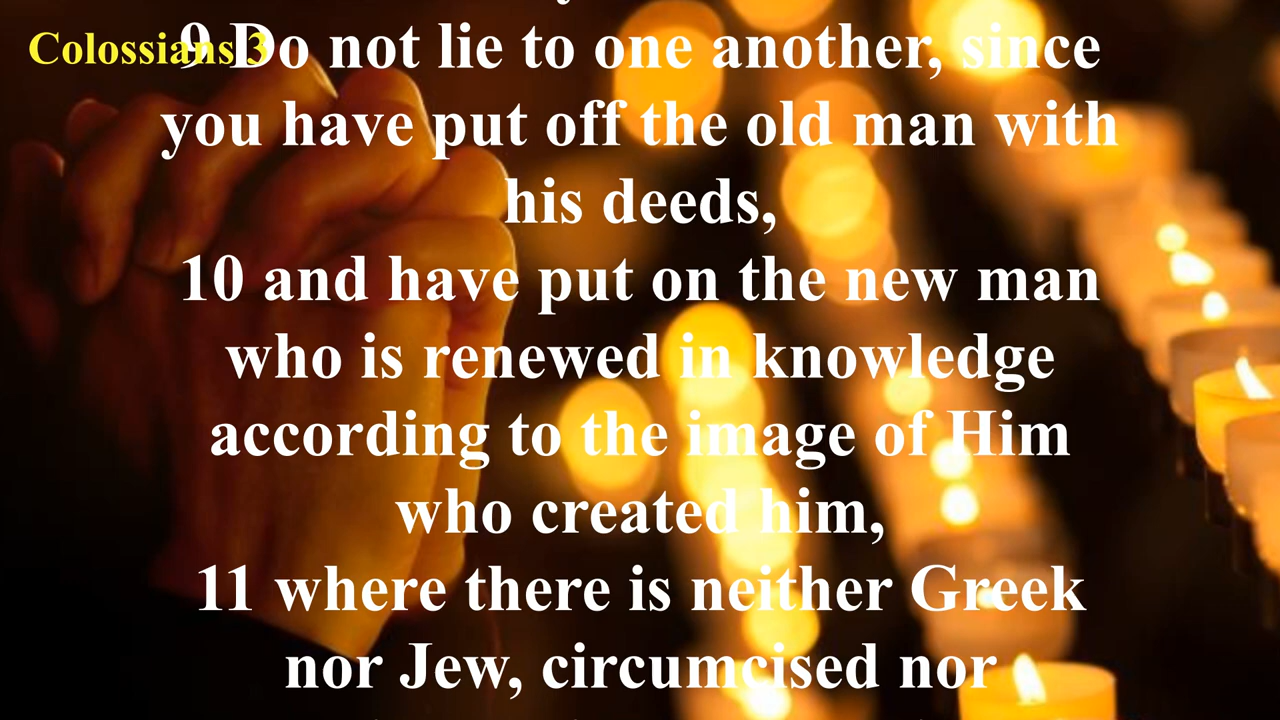 Colossians 3
9 Do not lie to one another, since
you have put off the old man with
his deeds,
10 and have put on the new man
who is renewed in knowledge
according to the image of Him
who created him,
11 where there is neither Greek
nor Jew, circumcised nor